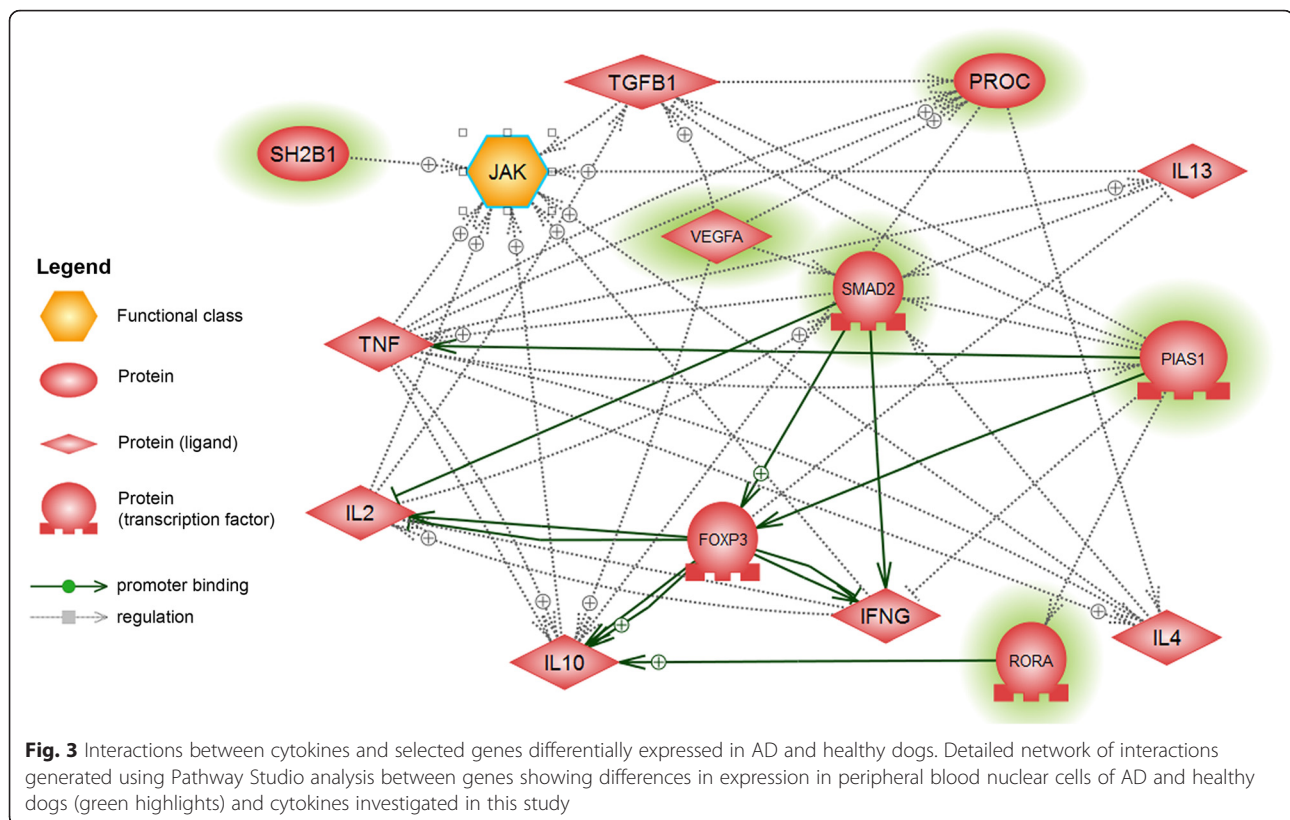 TGFB1
PROC
SH2B1
JAK
IL13
VEGFA
SMAD2
Legend
Functional class
TNF
PIAS1
Protein
Protein (ligand)
Protein
(transcription factor)
IL2
FOXP3
promoter binding
regulation
IFNG
IL4
IL10
RORA
Fig. 3 Interactions between cytokines and selected genes differentially expressed in AD and healthy dogs. Detailed network of interactions
generated using Pathway Studio analysis between genes showing differences in expression in peripheral blood nuclear cells of AD and healthy
dogs (green highlights) and cytokines investigated in this study